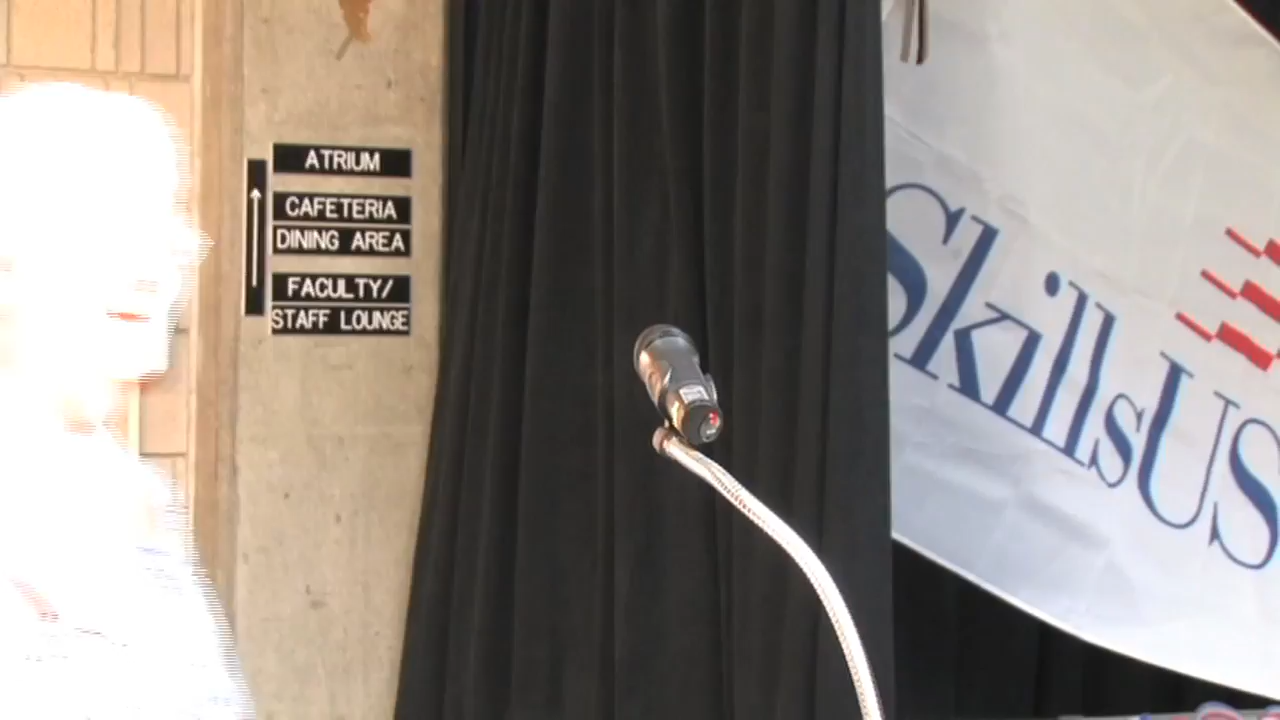 ATRIUM
CAFETERIA
DINING AREA
FACULTY/
STAFF LOUNGE
SkillsUS